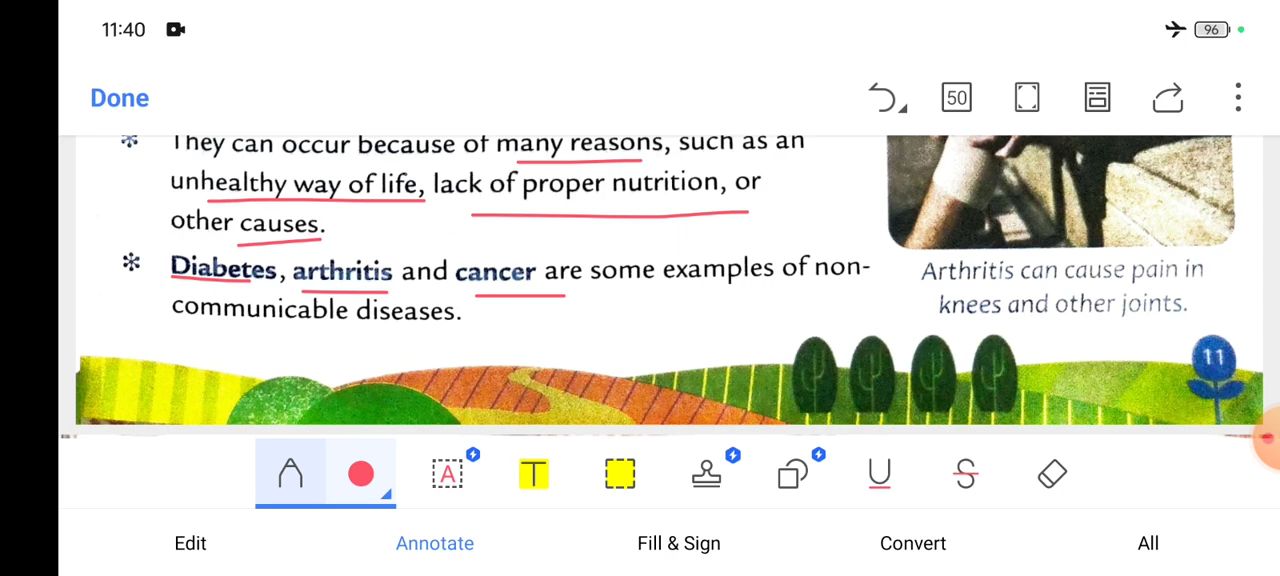 11:40
96
Done
50
They can occur because of many reasons, such as an
unhealthy way of life, lack of proper nutrition, or
other causes.
* Diabetes, arthritis and cancer are some examples of non-
communicable diseases.
Arthritis can cause pain in
knees and other joints.
11
A
T
U
S
Edit
Annotate
Fill & Sign
Convert
All